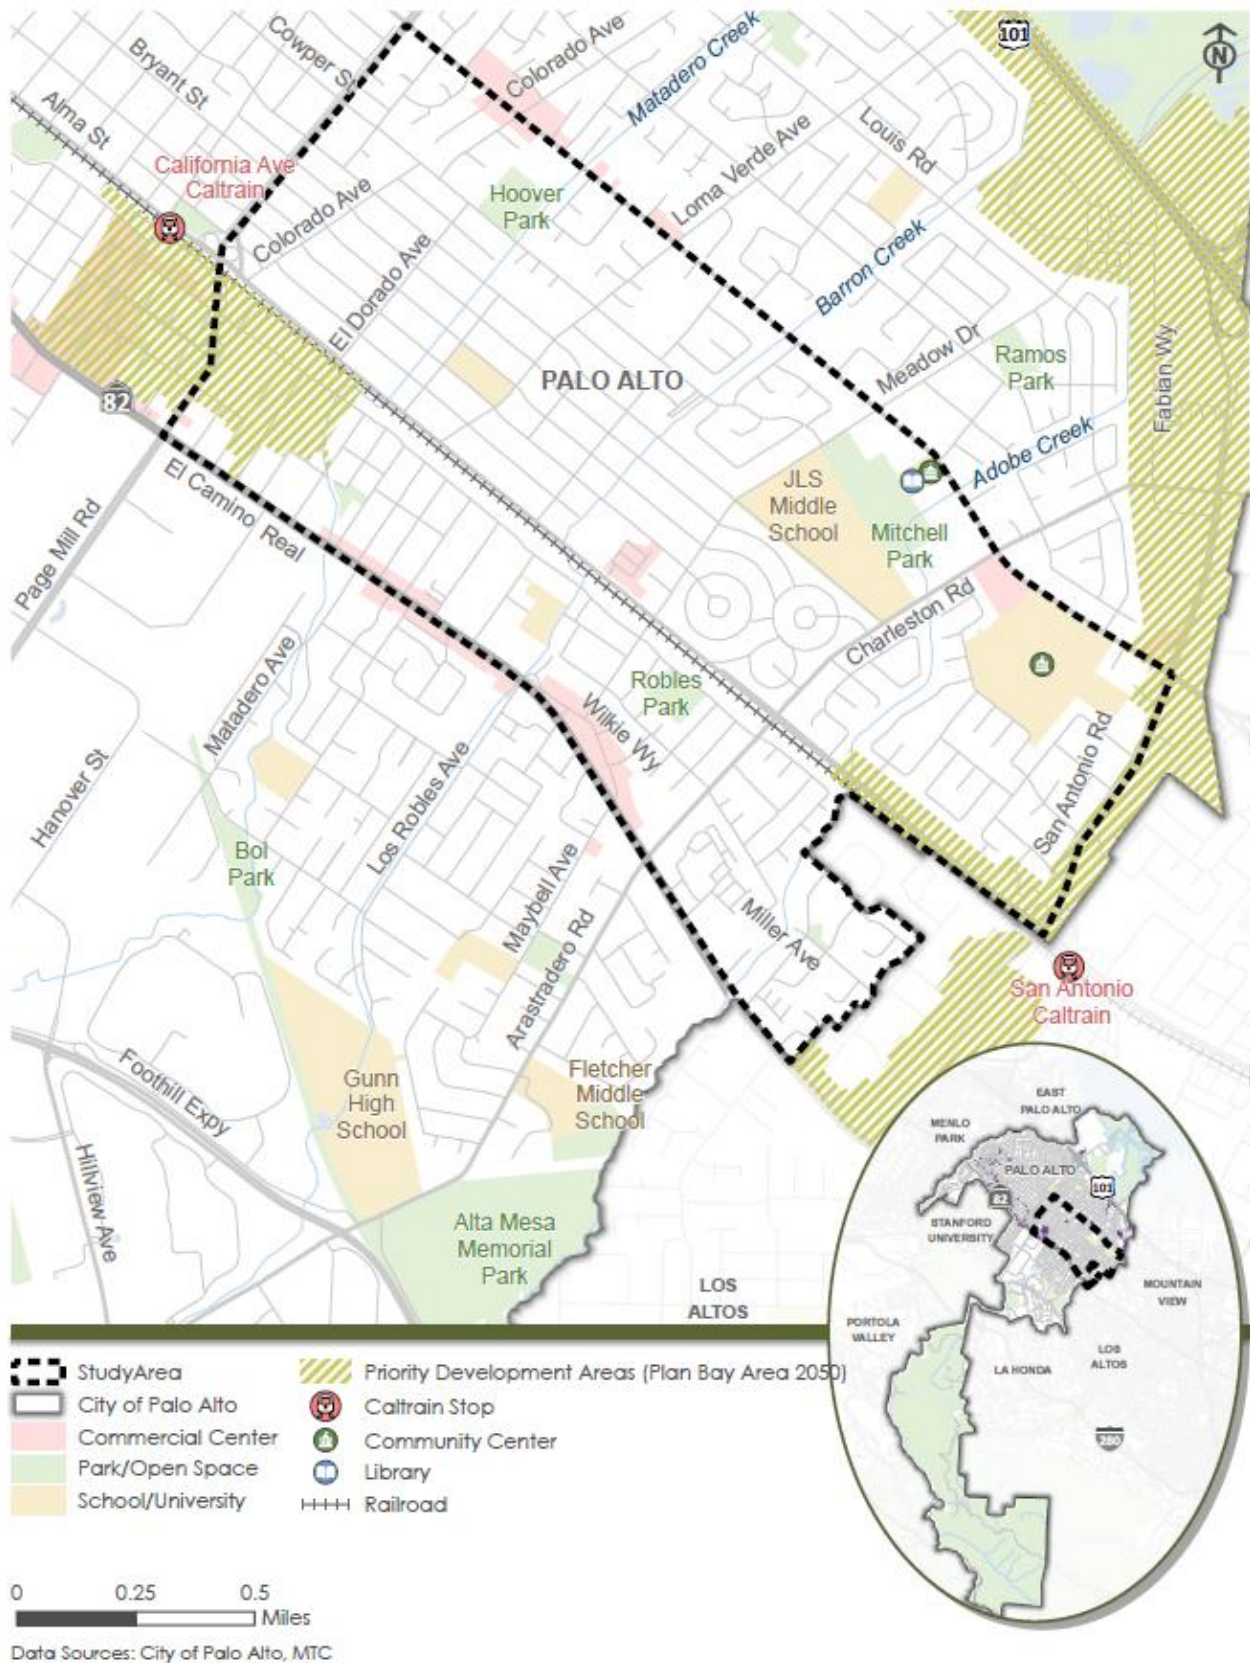 101
N
Cowper St
Bryant St
Alma St
Colorado Ave
Matadero Creek
Louis Rd
California Ave
Caltrain
Hoover
Park
Loma Verde Ave
Colorado Ave
El Dorado Ave
Barron Creek
PALO ALTO
Meadow Dr
Ramos
Park
Fabian Wy
82
Adobe Creek
JLS
Middle
School
Mitchell
Park
El Camino Real
Page Mill Rd
Charleston Rd
Matadero Ave
Robles
Park
Wilkie Wy
San Antonio Rd
Hanover St
Los Robles Ave
Bol
Park
Maybell Ave
Arastradero Rd
Miller Ave
San Antonio
Caltrain
Foothill Expy
Gunn
High
School
Fletcher
Middle
School
Hillview Ave
Alta Mesa
Memorial
Park
LOS
ALTOS
EAST
PALO ALTO
MENLO
PARK
PALO ALTO
101
82
STANFORD
UNIVERSITY
MOUNTAIN
VIEW
PORTOLA
VALLEY
LOS
ALTOS
LA HONDA
280
StudyArea
City of Palo Alto
Commercial Center
Park/Open Space
School/University
Priority Development Areas (Plan Bay Area 2050)
Caltrain Stop
Community Center
Library
Railroad
0 0.25 0.5
Miles
Data Sources: City of Palo Alto, MTC